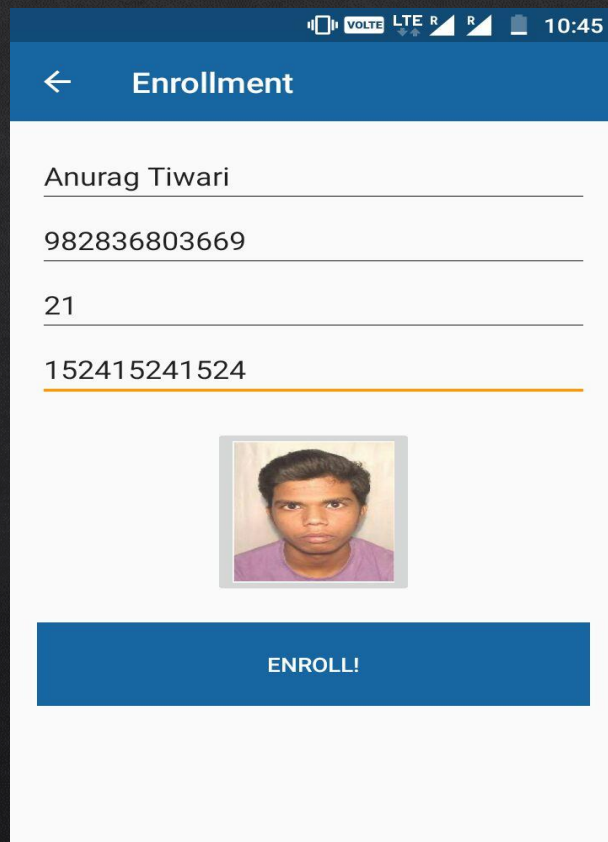 VOLTE LTE R R 10:45
Enrollment
Anurag Tiwari
982836803669
21
152415241524
ENROLL!